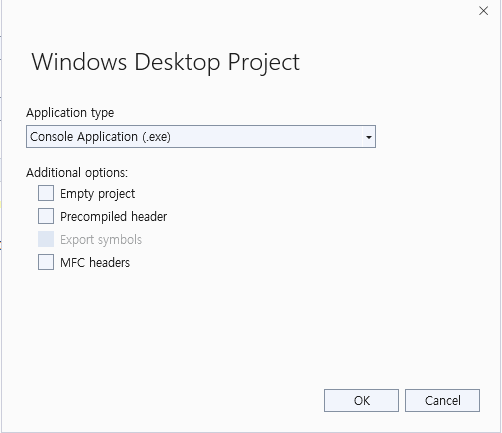 Windows Desktop Project
Application type
Console Application (.exe)
Additional options:
Empty project
Precompiled header
Export symbols
MFC headers
OK Cancel